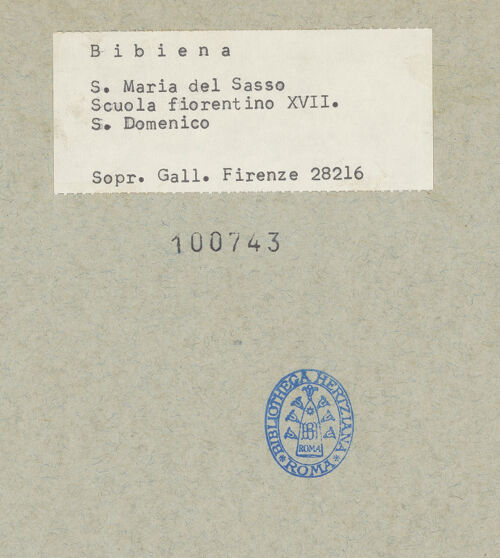 Bibiena
S. Maria del Sasso
Scuola fiorentino XVII.
S. Domenico
Sopr. Gall. Firenze 28216
100743
BIBLIOTHECA HERTZIANA
ROMA
* ROMA *